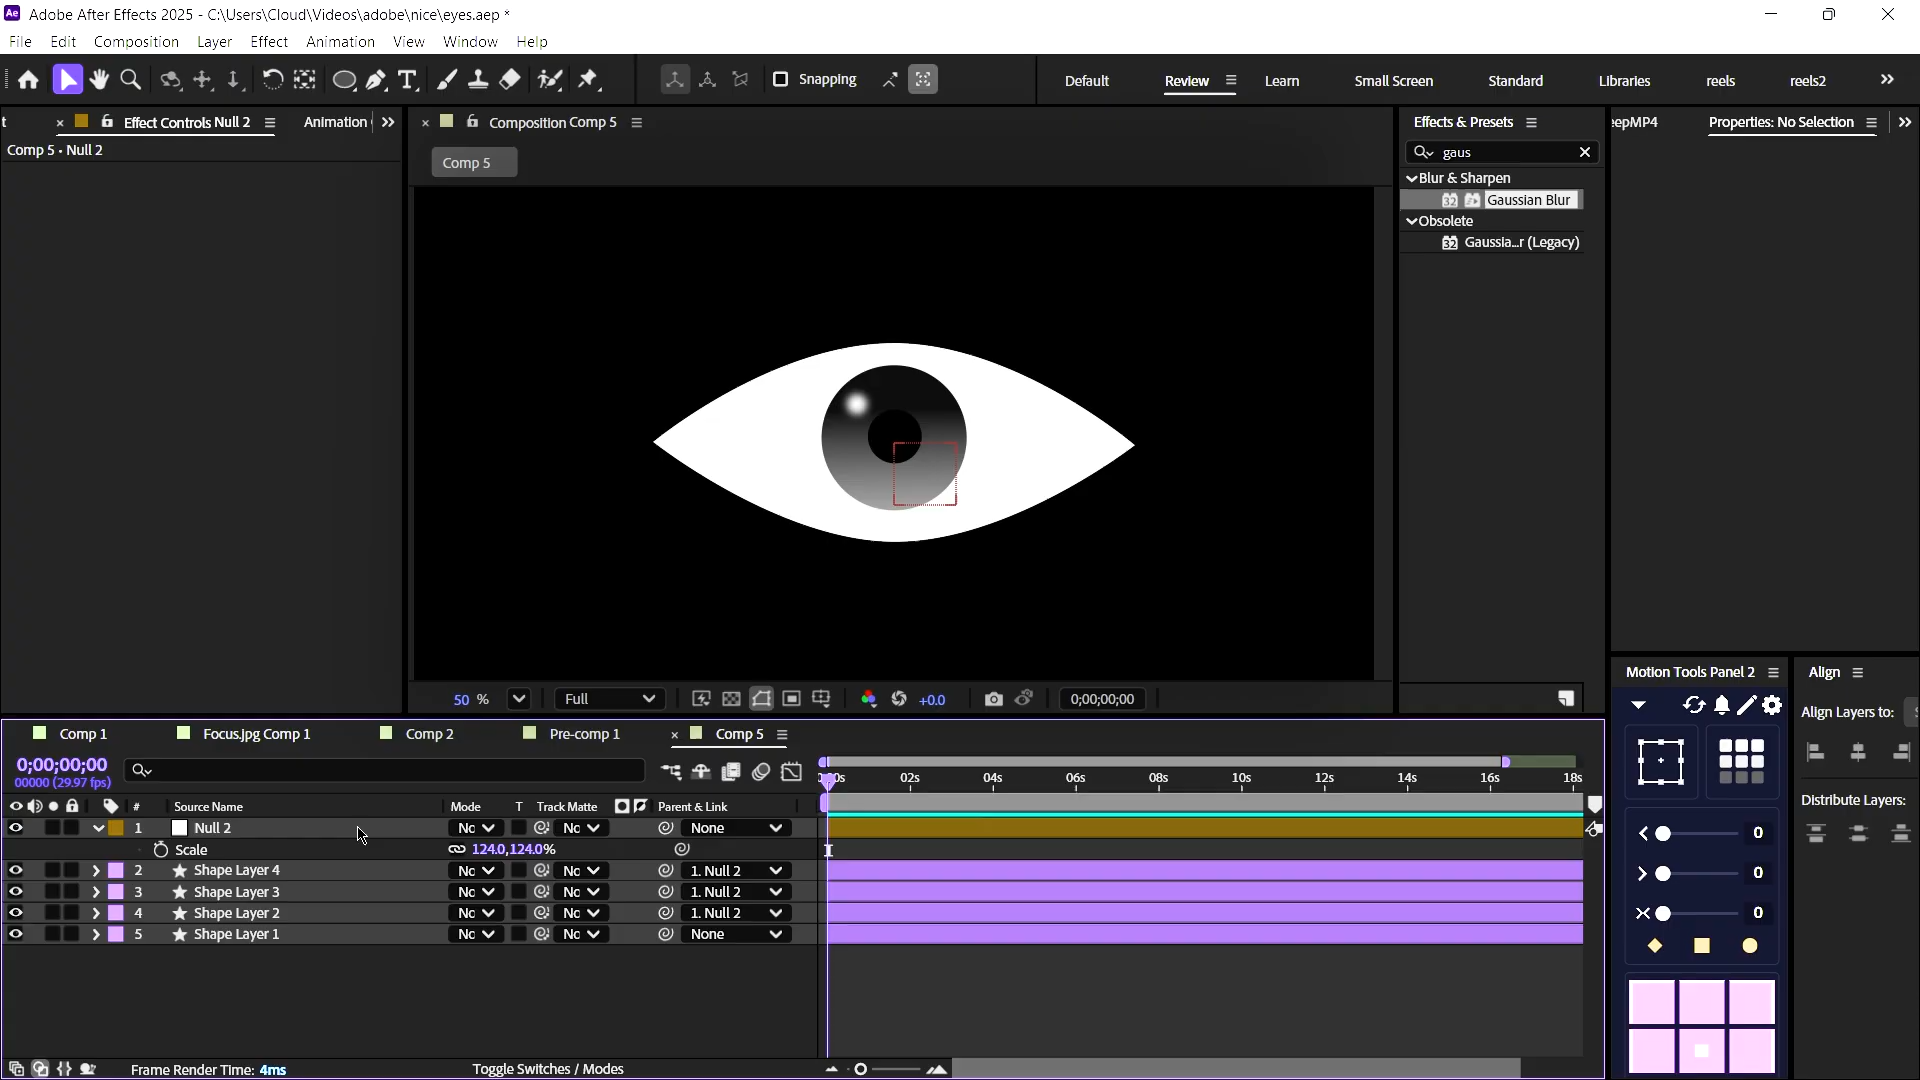 Ae Adobe After Effects 2025 - C:\Users\Cloud\Videos\adobe\nice\eyes.aep *
File Edit Composition Layer Effect Animation View Window Help
Snapping Default Review Learn Small Screen Standard Libraries reels reels2
Effect Controls Null 2 Animation
Composition Comp 5
Effects & Presets
eepMP4 Properties: No Selection
Comp 5 • Null 2
Comp 5
gaus
Blur & Sharpen
32 Gaussian Blur
Obsolete
32 Gaussia...r (Legacy)
50 % Full +0.0 0;00;00;00
Motion Tools Panel 2
Align
Align Layers to:
Distribute Layers:
0
0
0
Comp 1 Focus.jpg Comp 1 Comp 2 Pre-comp 1 Comp 5
0;00;00;00
00000 (29.97 fps)
00s 02s 04s 06s 08s 10s 12s 14s 16s 18s
# Source Name Mode T Track Matte Parent & Link
1 Null 2 Nc Nc None
Scale 124.0,124.0%
2 Shape Layer 4 Nc Nc 1. Null 2
3 Shape Layer 3 Nc Nc 1. Null 2
4 Shape Layer 2 Nc Nc 1. Null 2
5 Shape Layer 1 Nc Nc None
Frame Render Time: 4ms Toggle Switches / Modes